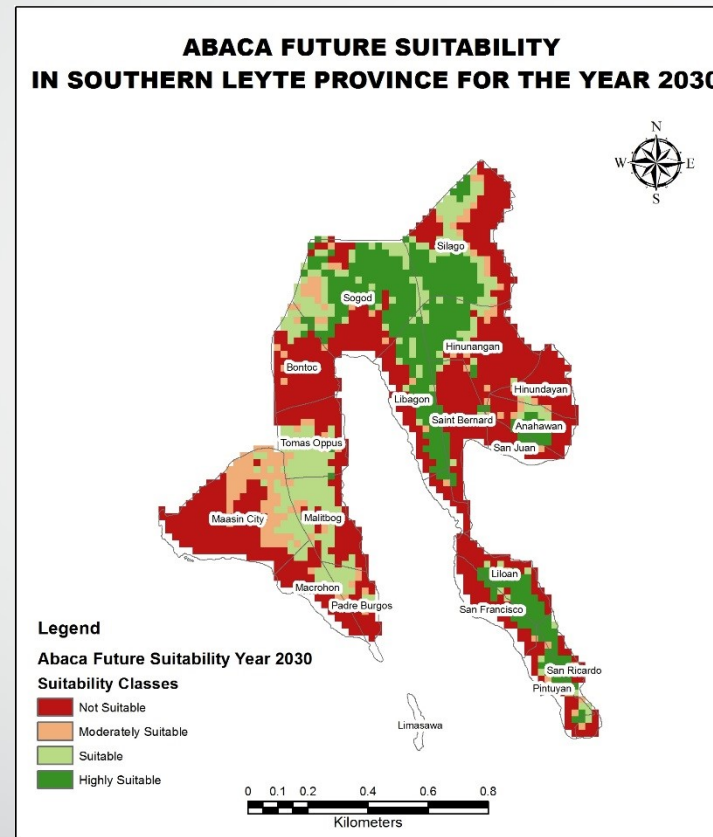 ABACA FUTURE SUITABILITY
IN SOUTHERN LEYTE PROVINCE FOR THE YEAR 2030
N
W E
S
Silago
Sogod
Hinunangan
Bontoc
Hinundayan
Libagon
Saint Bernard
Anahawan
Tomas Oppus
San Juan
Maasin City
Malitbog
Liloan
Macrohon
Padre Burgos
San Francisco
San Ricardo
Pintuyan
Limasawa
Legend
Abaca Future Suitability Year 2030
Suitability Classes
Not Suitable
Moderately Suitable
Suitable
Highly Suitable
0 0.1 0.2 0.4 0.6 0.8
Kilometers